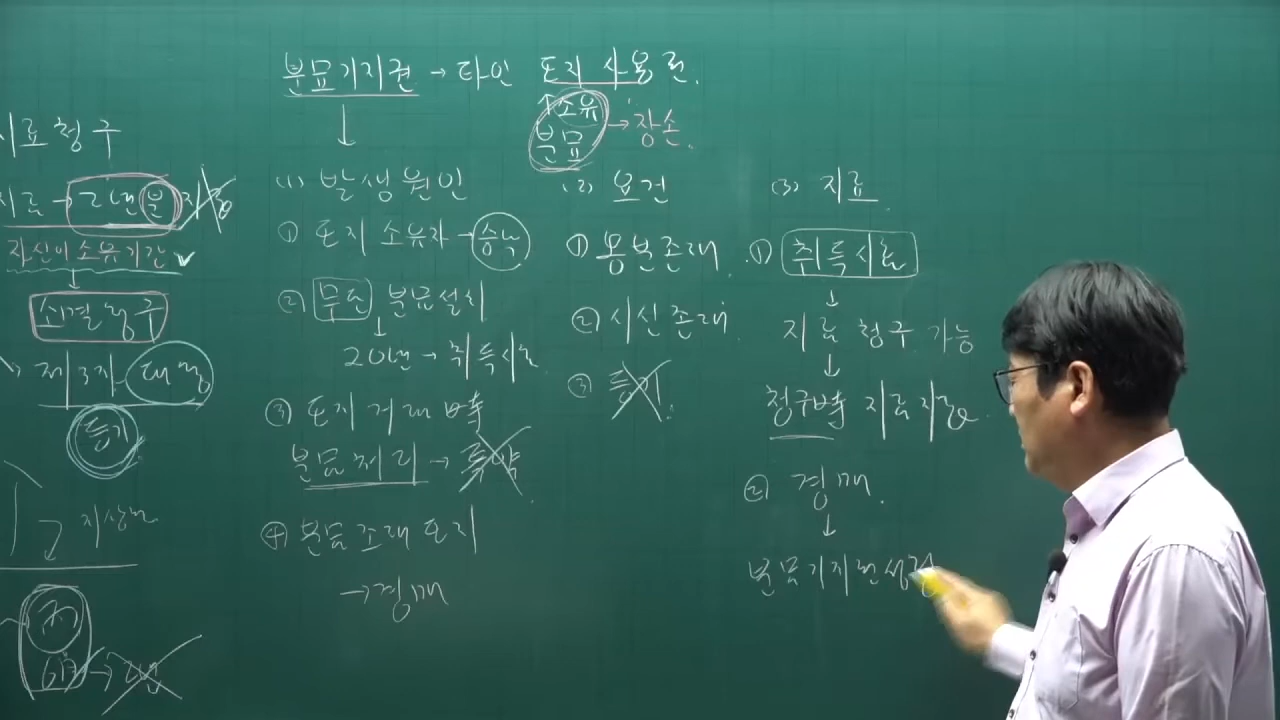 지료청구
지료 → 2년분
자신이 소유기간
소멸청구
제3자
등기
지상권
분묘기지권 → 타인 토지 사용권.
↑ 소유
분묘 → 장손.
(1) 발생원인
① 토지 소유자 → 승낙
② 무단 분묘설치
↓
20년 → 취득시효
③ 토지 거래 時
분묘처리 → 특약
④ 분묘존재 토지
→ 경매
(2) 요건
① 봉분존재.
② 시신존재.
③ 등기.
(3) 지료
① 취득시효
↓
지료 청구 가능
↓
청구時 지료지급.
② 경매.
↓
분묘기지권성립